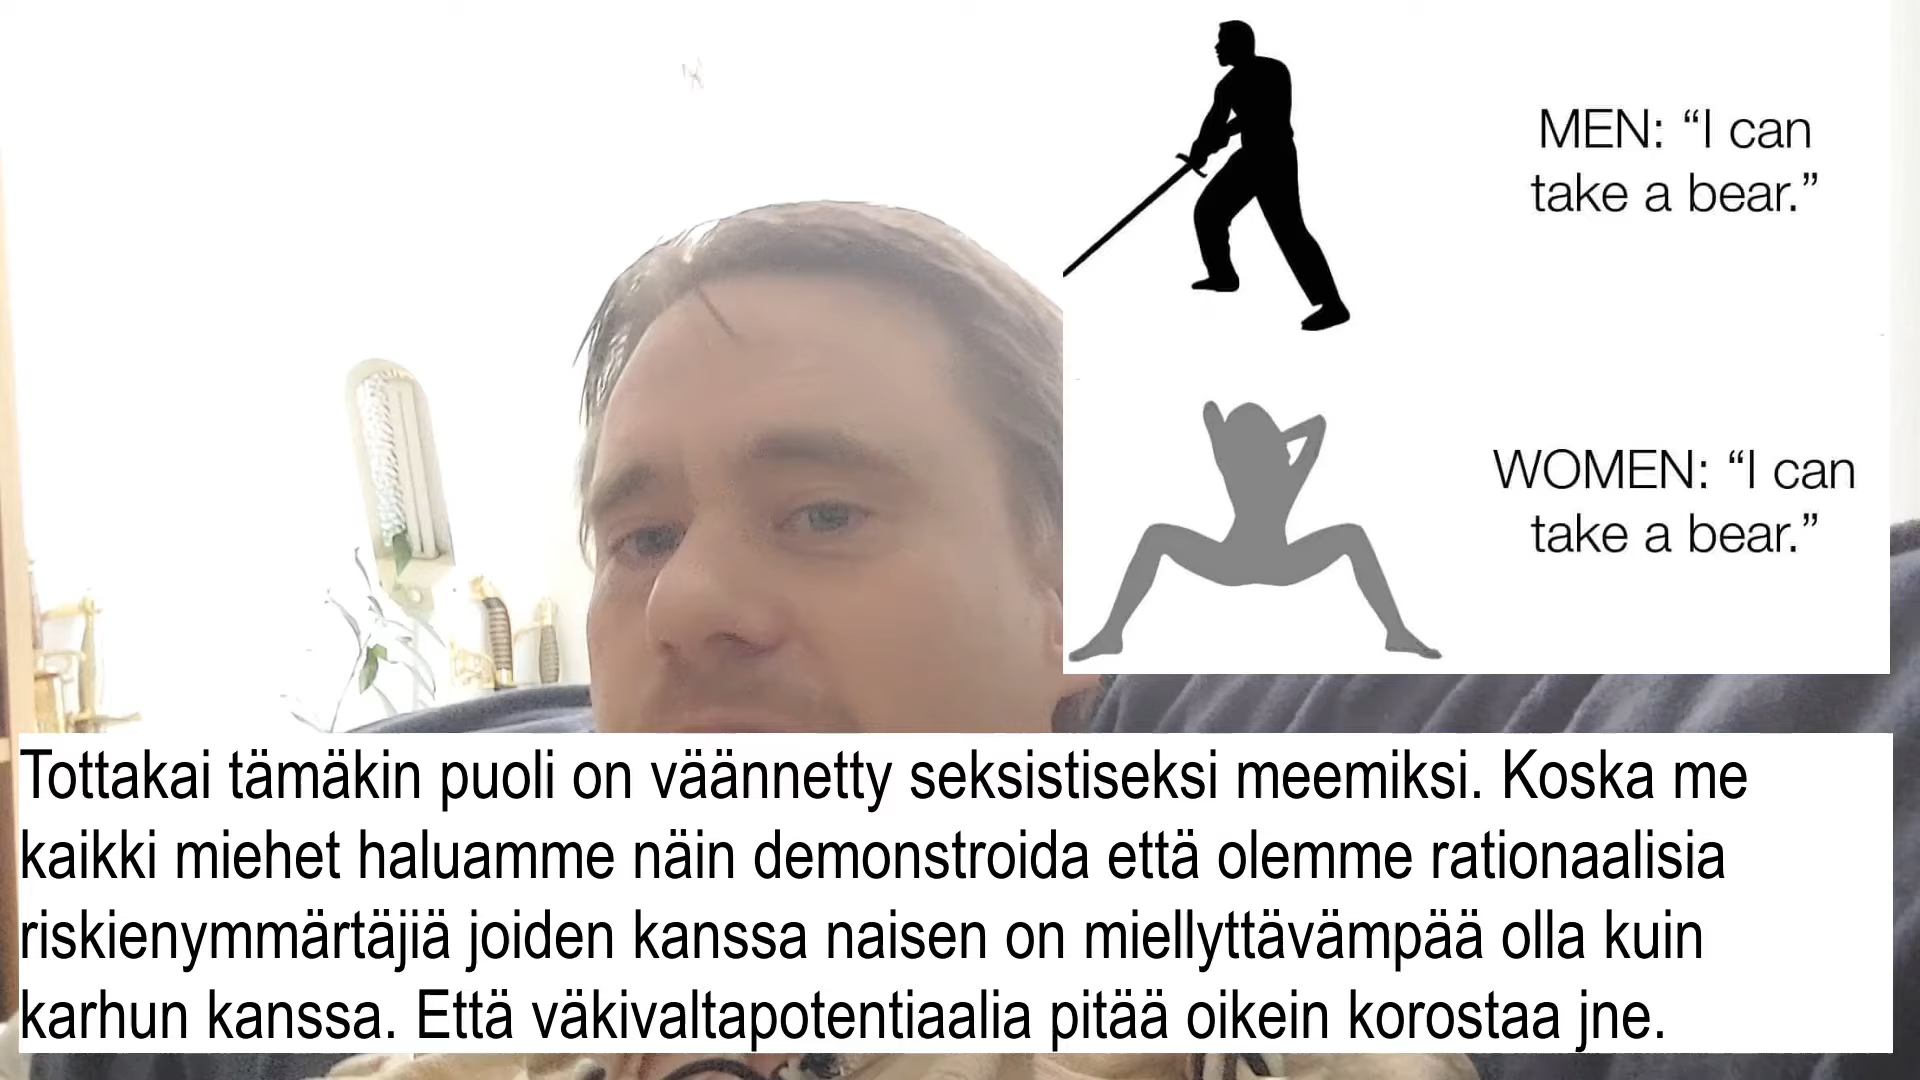 MEN: “I can
take a bear.”
WOMEN: “I can
take a bear.”
Tottakai tämäkin puoli on väännetty seksistiseksi meemiksi. Koska me
kaikki miehet haluamme näin demonstroida että olemme rationaalisia
riskienymmärtäjiä joiden kanssa naisen on miellyttävämpää olla kuin
karhun kanssa. Että väkivaltapotentiaalia pitää oikein korostaa jne.